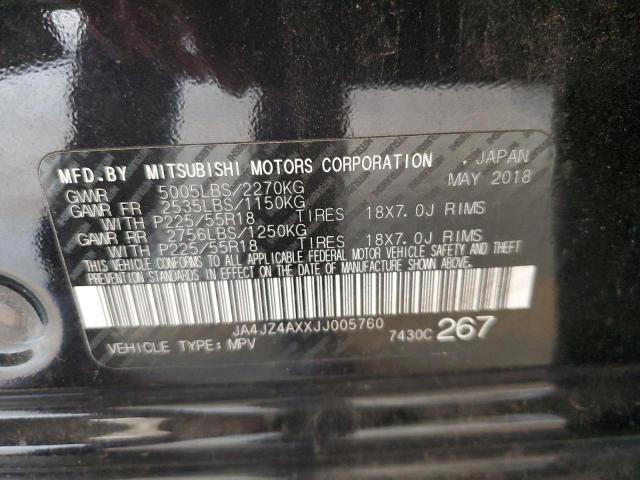 MFD.BY MITSUBISHI MOTORS CORPORATION JAPAN
GVWR 5005LBS/2270KG MAY 2018
GAWR FR 2535LBS/1150KG
WITH P225/55R18 TIRES 18X7.0J RIMS
GAWR RR 2756LBS/1250KG
WITH P225/55R18 TIRES 18X7.0J RIMS
THIS VEHICLE CONFORMS TO ALL APPLICABLE FEDERAL MOTOR VEHICLE SAFETY AND THEFT
PREVENTION STANDARDS IN EFFECT ON THE DATE OF MANUFACTURE SHOWN ABOVE.
JA4JZ4AXXJJ005760
VEHICLE TYPE: MPV 7430C 267